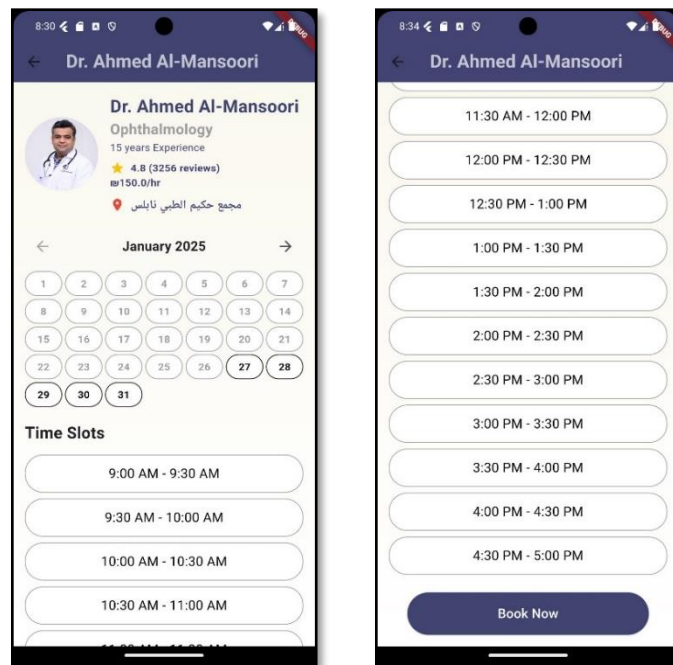 8:30
Dr. Ahmed Al-Mansoori
Dr. Ahmed Al-Mansoori
Ophthalmology
15 years Experience
4.8 (3256 reviews)
₪150.0/hr
مجمع حكيم الطبي نابلس
January 2025
1 2 3 4 5 6 7
8 9 10 11 12 13 14
15 16 17 18 19 20 21
22 23 24 25 26 27 28
29 30 31
Time Slots
9:00 AM - 9:30 AM
9:30 AM - 10:00 AM
10:00 AM - 10:30 AM
10:30 AM - 11:00 AM
8:34
Dr. Ahmed Al-Mansoori
11:30 AM - 12:00 PM
12:00 PM - 12:30 PM
12:30 PM - 1:00 PM
1:00 PM - 1:30 PM
1:30 PM - 2:00 PM
2:00 PM - 2:30 PM
2:30 PM - 3:00 PM
3:00 PM - 3:30 PM
3:30 PM - 4:00 PM
4:00 PM - 4:30 PM
4:30 PM - 5:00 PM
Book Now